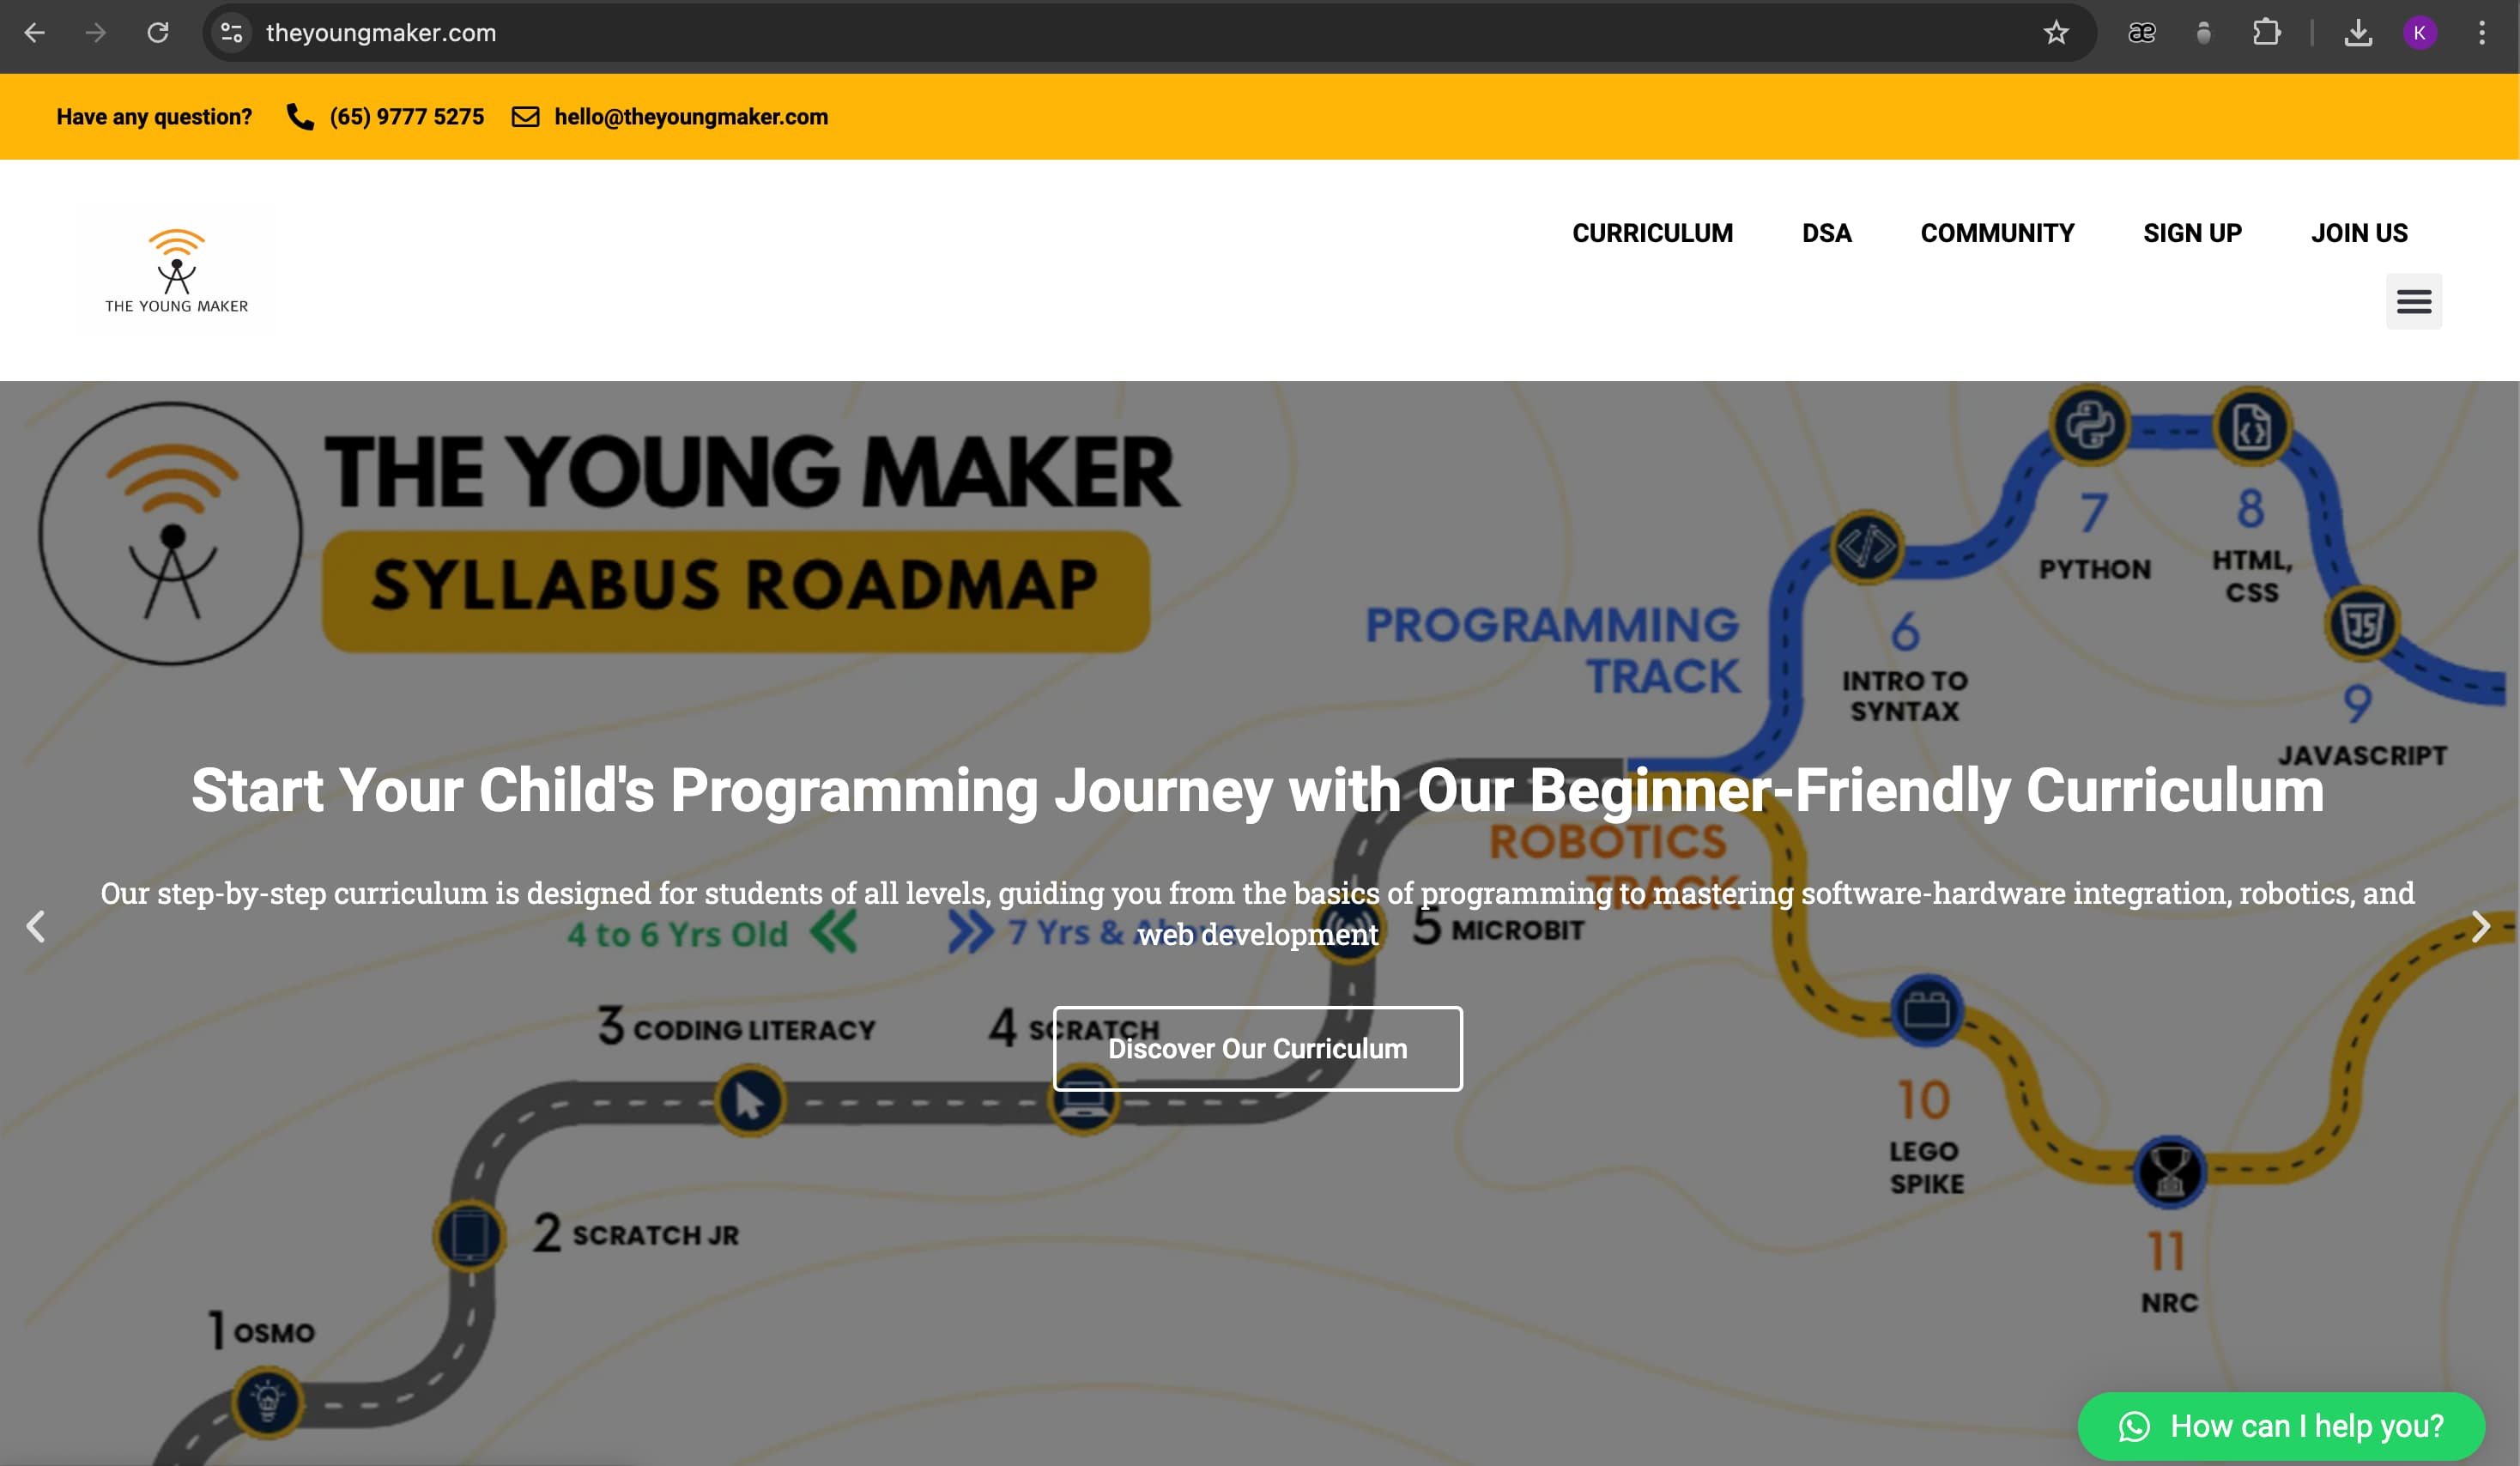 theyoungmaker.com
K
Have any question? (65) 9777 5275 hello@theyoungmaker.com
THE YOUNG MAKER
CURRICULUM DSA COMMUNITY SIGN UP JOIN US
THE YOUNG MAKER
SYLLABUS ROADMAP
7
PYTHON
8
HTML,
CSS
PROGRAMMING
TRACK
6
INTRO TO
SYNTAX
JS
9
JAVASCRIPT
Start Your Child's Programming Journey with Our Beginner-Friendly Curriculum
ROBOTICS
TRACK
Our step-by-step curriculum is designed for students of all levels, guiding you from the basics of programming to mastering software-hardware integration, robotics, and
web development
4 to 6 Yrs Old
7 Yrs & Above
5 MICROBIT
3 CODING LITERACY
4 SCRATCH
Discover Our Curriculum
10
LEGO
SPIKE
2 SCRATCH JR
11
NRC
1 OSMO
How can I help you?